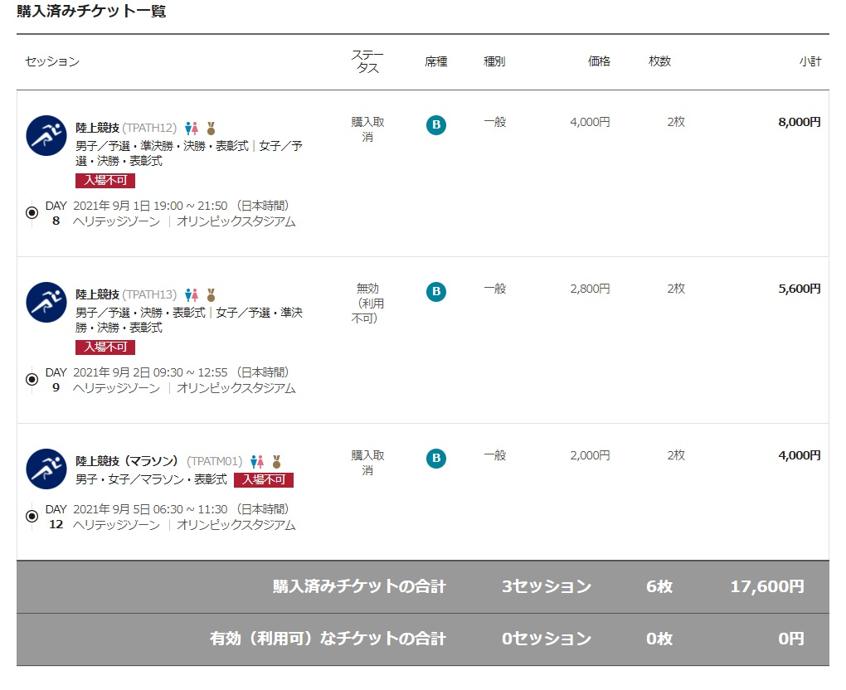 購入済みチケット一覧
セッション
ステー
タス
席種
種別
価格
枚数
小計
陸上競技 (TPATH12)
男子／予選・準決勝・決勝・表彰式 | 女子／予
選・決勝・表彰式
入場不可
DAY 2021年 9月 1日 19:00 ~ 21:50 （日本時間）
8 ヘリテッジゾーン | オリンピックスタジアム
購入取
消
B
一般
4,000円
2枚
8,000円
陸上競技 (TPATH13)
男子／予選・決勝・表彰式 | 女子／予選・準決
勝・決勝・表彰式
入場不可
DAY 2021年 9月 2日 09:30 ~ 12:55 （日本時間）
9 ヘリテッジゾーン | オリンピックスタジアム
無効
（利用
不可）
B
一般
2,800円
2枚
5,600円
陸上競技（マラソン） (TPATM01)
男子・女子／マラソン・表彰式 入場不可
DAY 2021年 9月 5日 06:30 ~ 11:30 （日本時間）
12 ヘリテッジゾーン | オリンピックスタジアム
購入取
消
B
一般
2,000円
2枚
4,000円
購入済みチケットの合計 3セッション 6枚 17,600円
有効（利用可）なチケットの合計 0セッション 0枚 0円